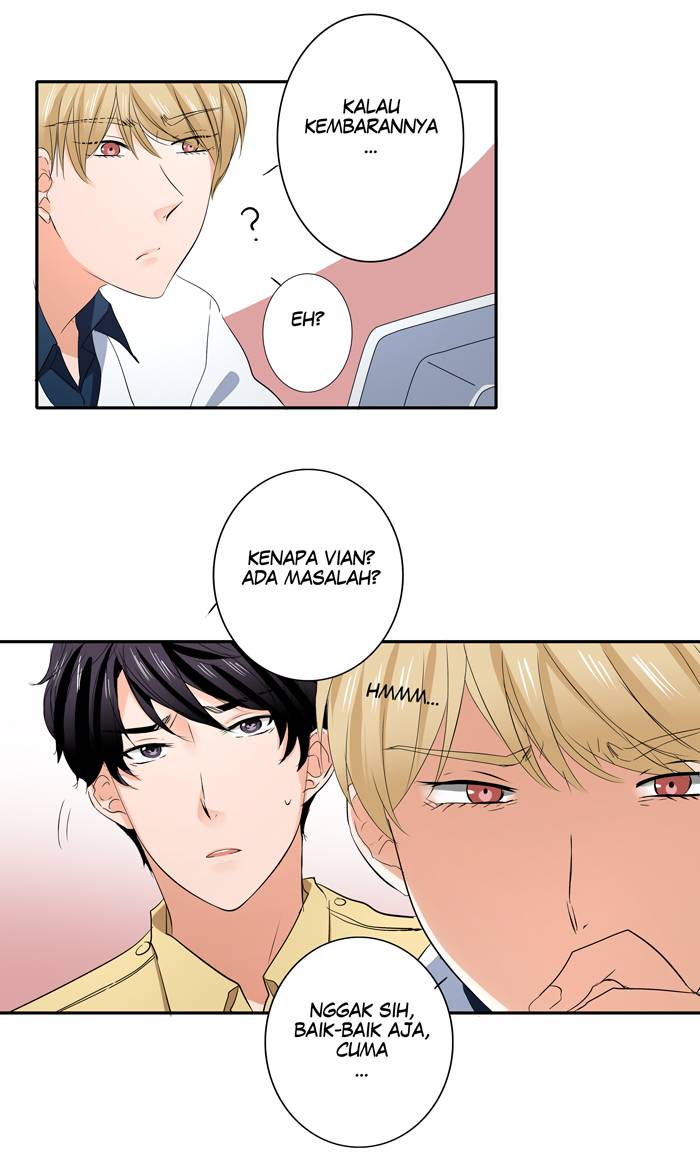 KALAU
KEMBARANNYA
...
?
EH?
KENAPA VIAN?
ADA MASALAH?
HMMM...
NGGAK SIH,
BAIK-BAIK AJA,
CUMA
...